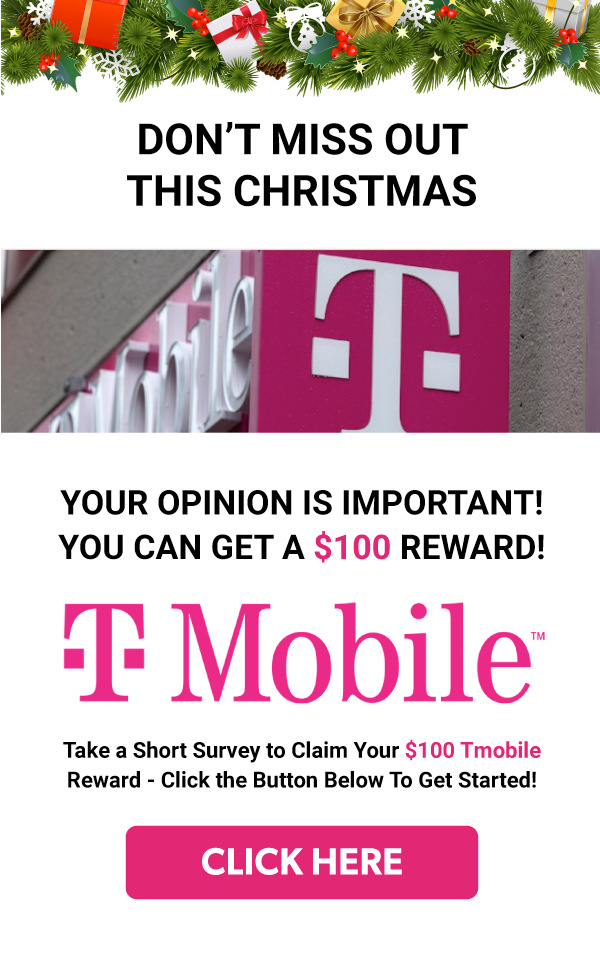 DON’T MISS OUT
THIS CHRISTMAS
T
YOUR OPINION IS IMPORTANT!
YOU CAN GET A $100 REWARD!
T Mobile™
Take a Short Survey to Claim Your $100 Tmobile
Reward - Click the Button Below To Get Started!
CLICK HERE